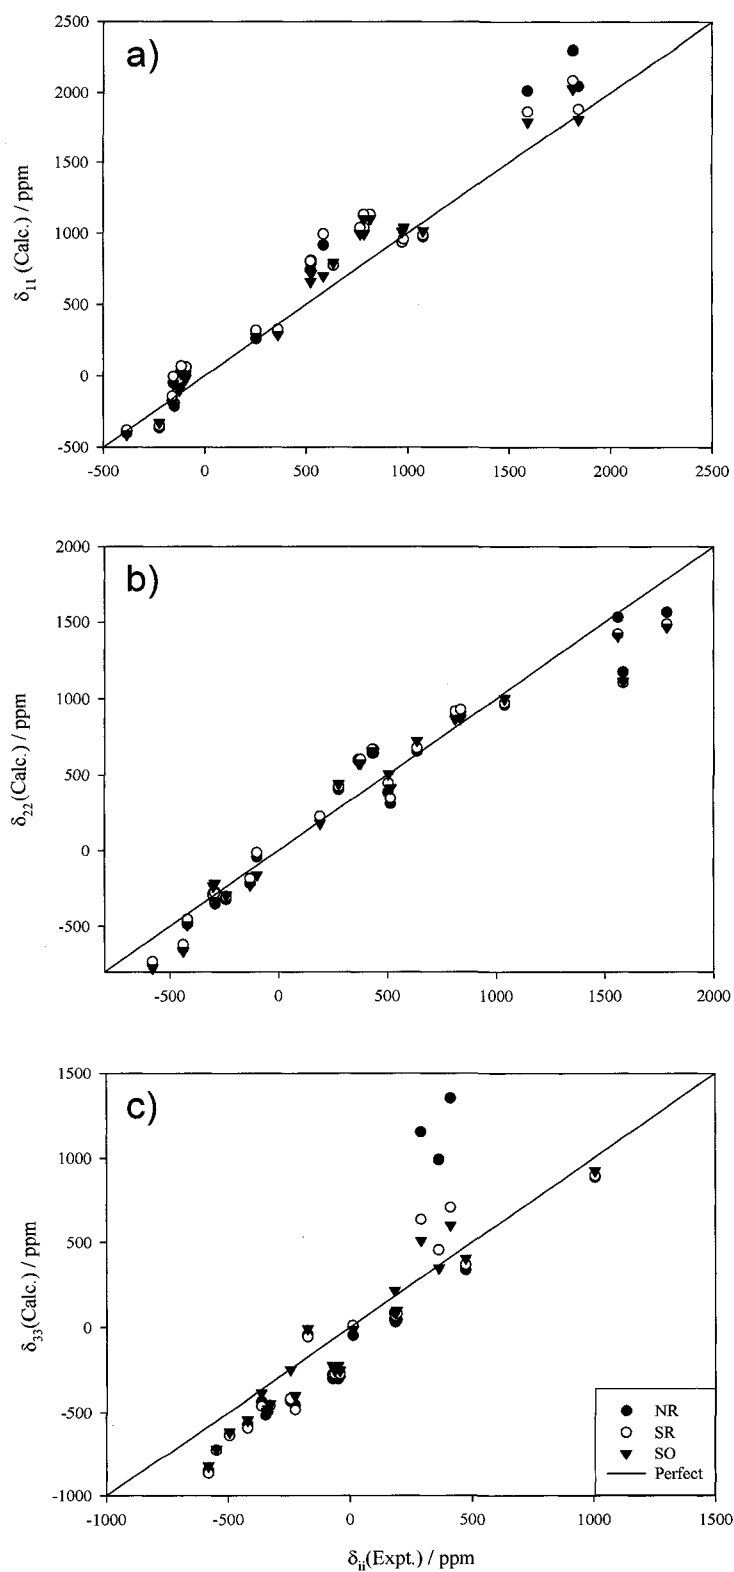 a)
2500
2000
1500
1000
500
0
-500
δ11 (Calc.) / ppm
-500 0 500 1000 1500 2000 2500
b)
2000
1500
1000
500
0
-500
δ22(Calc.) / ppm
-500 0 500 1000 1500 2000
c)
1500
1000
500
0
-500
-1000
δ33(Calc.) / ppm
NR
SR
SO
Perfect
-1000 -500 0 500 1000 1500
δii(Expt.) / ppm